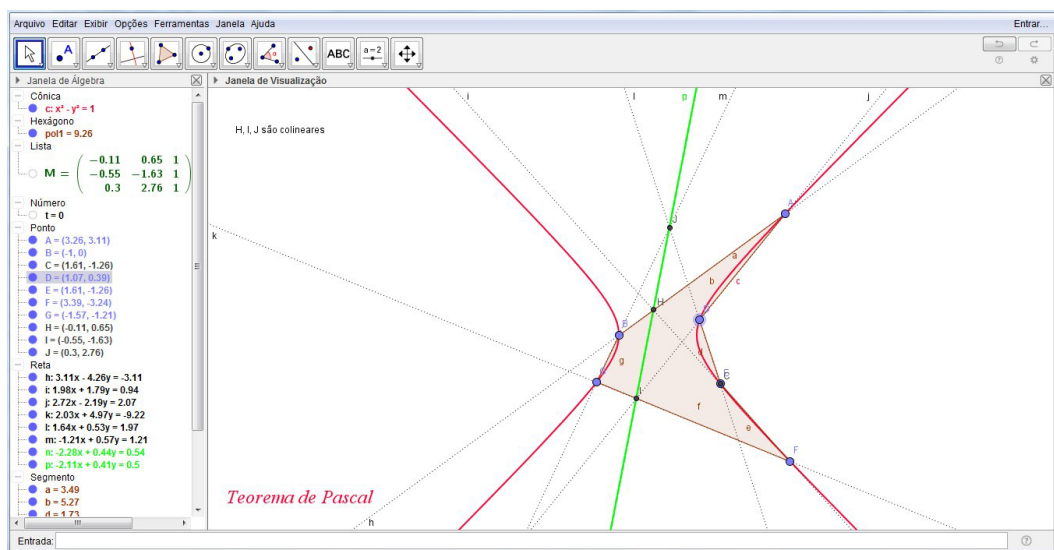 Arquivo Editar Exibir Opções Ferramentas Janela Ajuda
Entrar...
A
ABC
a=2
Janela de Álgebra
Janela de Visualização
Cônica
c: x² - y² = 1
Hexágono
pol1 = 9.26
Lista
M =
-0.11 0.65 1
-0.55 -1.63 1
0.3 2.76 1
Número
t = 0
Ponto
A = (3.26, 3.11)
B = (-1, 0)
C = (1.61, -1.26)
D = (1.07, 0.39)
E = (1.61, -1.26)
F = (3.39, -3.24)
G = (-1.57, -1.21)
H = (-0.11, 0.65)
I = (-0.55, -1.63)
J = (0.3, 2.76)
Reta
h: 3.11x - 4.26y = -3.11
i: 1.98x + 1.79y = 0.94
j: 2.72x - 2.19y = 2.07
k: 2.03x + 4.97y = -9.22
l: 1.64x + 0.53y = 1.97
m: -1.21x + 0.57y = 1.21
n: -2.28x + 0.44y = 0.54
p: -2.11x + 0.41y = 0.5
Segmento
a = 3.49
b = 5.27
d = 1.73
H, I, J são colineares
i
l
p
m
j
k
A
J
a
b
c
H
B
d
g
E
I
f
e
F
h
Teorema de Pascal
Entrada: